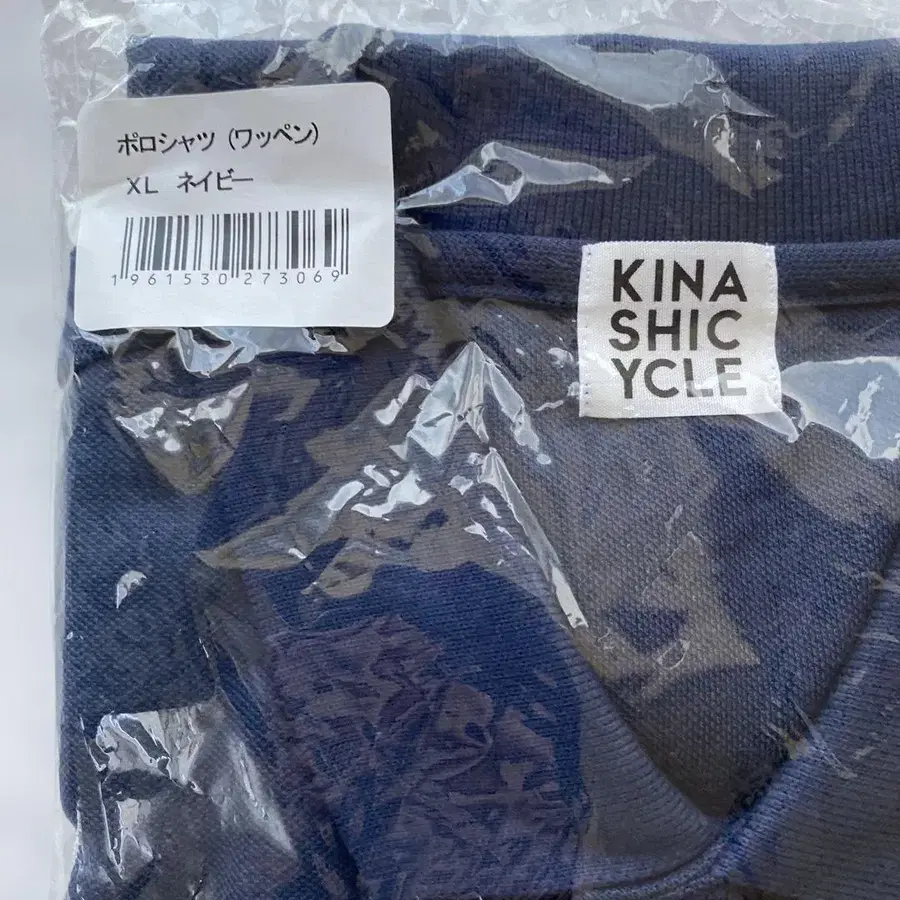 ポロシャツ (ワッペン)
XL ネイビー
1961530273069
KINA
SHIC
YCLE